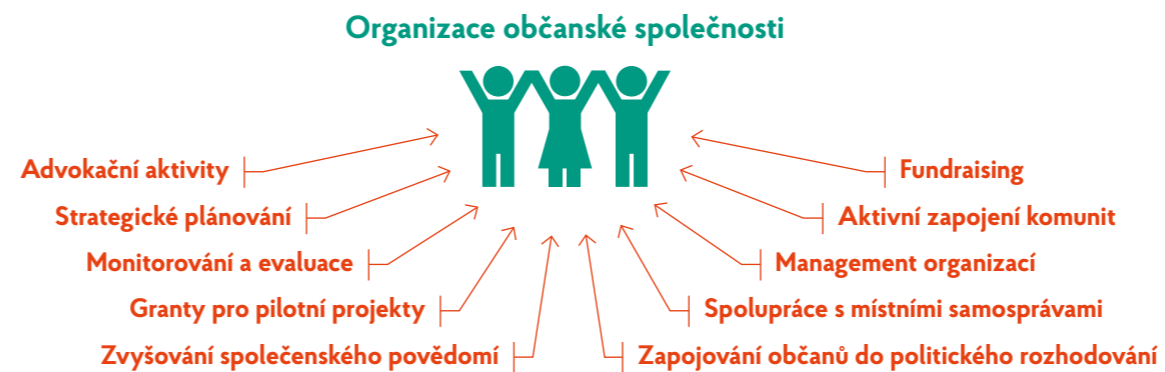 Organizace občanské společnosti
Advokační aktivity
Strategické plánování
Monitorování a evaluace
Granty pro pilotní projekty
Zvyšování společenského povědomí
Fundraising
Aktivní zapojení komunit
Management organizací
Spolupráce s místními samosprávami
Zapojování občanů do politického rozhodování